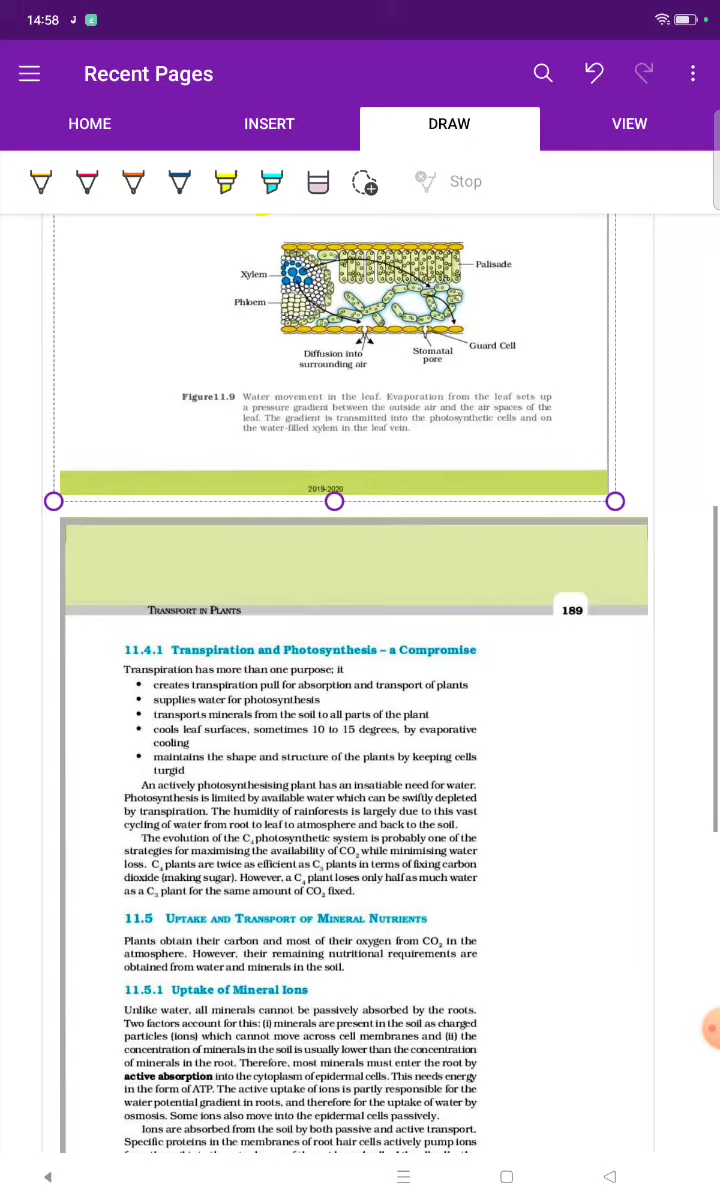 14:58
Recent Pages
HOME
INSERT
DRAW
VIEW
Stop
Palisade
Xylem
Phloem
Guard Cell
Diffusion into
surrounding air
Stomatal
pore
Figure11.9 Water movement in the leaf. Evaporation from the leaf sets up
a pressure gradient between the outside air and the air spaces of the
leaf. The gradient is transmitted into the photosynthetic cells and on
the water-filled xylem in the leaf vein.
2019-2020
TRANSPORT IN PLANTS
189
11.4.1 Transpiration and Photosynthesis – a Compromise
Transpiration has more than one purpose; it
• creates transpiration pull for absorption and transport of plants
• supplies water for photosynthesis
• transports minerals from the soil to all parts of the plant
• cools leaf surfaces, sometimes 10 to 15 degrees, by evaporative
cooling
• maintains the shape and structure of the plants by keeping cells
turgid
An actively photosynthesising plant has an insatiable need for water.
Photosynthesis is limited by available water which can be swiftly depleted
by transpiration. The humidity of rainforests is largely due to this vast
cycling of water from root to leaf to atmosphere and back to the soil.
The evolution of the C₄ photosynthetic system is probably one of the
strategies for maximising the availability of CO₂ while minimising water
loss. C₄ plants are twice as efficient as C₃ plants in terms of fixing carbon
dioxide (making sugar). However, a C₄ plant loses only half as much water
as a C₃ plant for the same amount of CO₂ fixed.
11.5 UPTAKE AND TRANSPORT OF MINERAL NUTRIENTS
Plants obtain their carbon and most of their oxygen from CO₂ in the
atmosphere. However, their remaining nutritional requirements are
obtained from water and minerals in the soil.
11.5.1 Uptake of Mineral Ions
Unlike water, all minerals cannot be passively absorbed by the roots.
Two factors account for this: (i) minerals are present in the soil as charged
particles (ions) which cannot move across cell membranes and (ii) the
concentration of minerals in the soil is usually lower than the concentration
of minerals in the root. Therefore, most minerals must enter the root by
active absorption into the cytoplasm of epidermal cells. This needs energy
in the form of ATP. The active uptake of ions is partly responsible for the
water potential gradient in roots, and therefore for the uptake of water by
osmosis. Some ions also move into the epidermal cells passively.
Ions are absorbed from the soil by both passive and active transport.
Specific proteins in the membranes of root hair cells actively pump ions